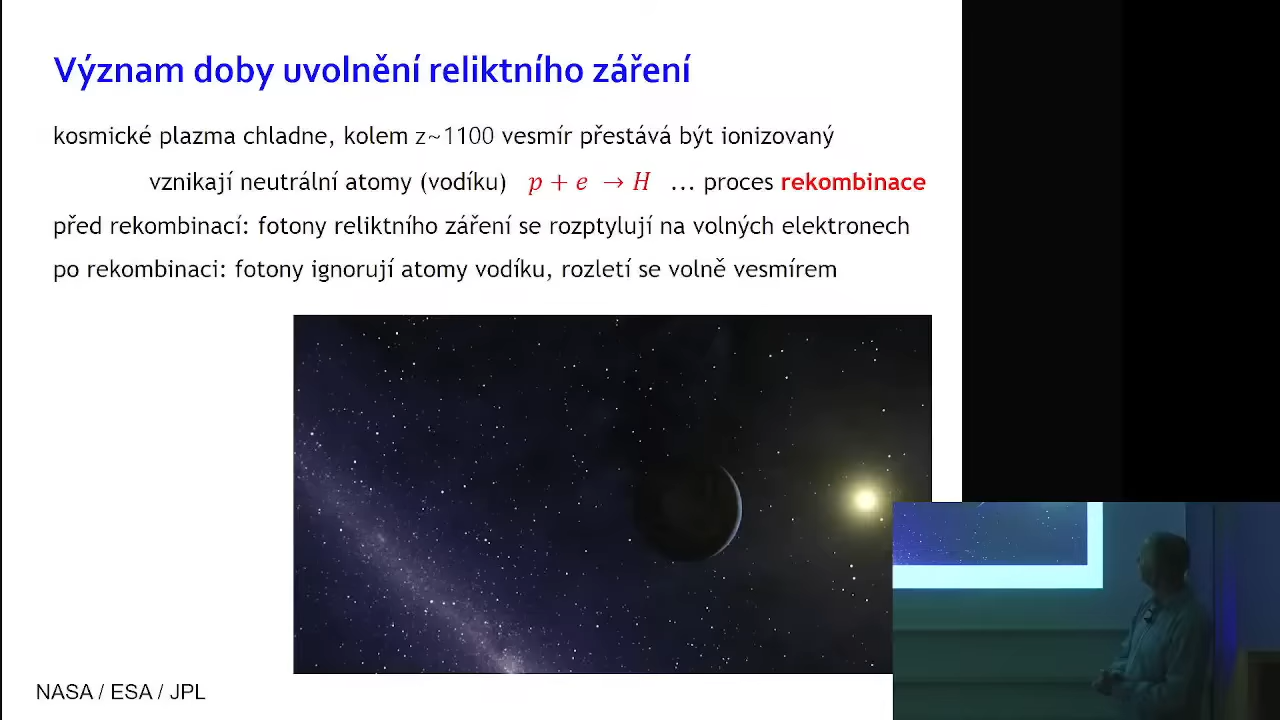 Význam doby uvolnění reliktního záření
kosmické plazma chladne, kolem z~1100 vesmír přestává být ionizovaný
vznikají neutrální atomy (vodíku) p + e → H ... proces rekombinace
před rekombinací: fotony reliktního záření se rozptylují na volných elektronech
po rekombinaci: fotony ignorují atomy vodíku, rozletí se volně vesmírem
NASA / ESA / JPL